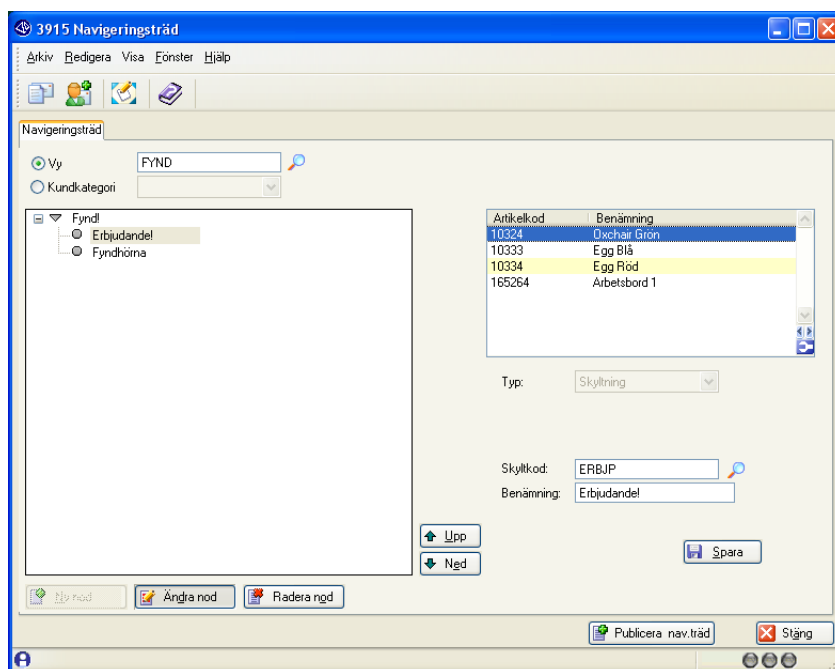 3915 Navigeringsträd
Arkiv Redigera Visa Fönster Hjälp
Navigeringsträd
Vy FYND
Kundkategori
Fynd!
Erbjudande!
Fyndhörna
Artikelkod Benämning
10324 Oxchair Grön
10333 Egg Blå
10334 Egg Röd
165264 Arbetsbord 1
Typ: Skyltning
Skyltkod: ERBJP
Benämning: Erbjudande!
Upp
Ned
Spara
Ny nod Ändra nod Radera nod
Publicera nav.träd Stäng